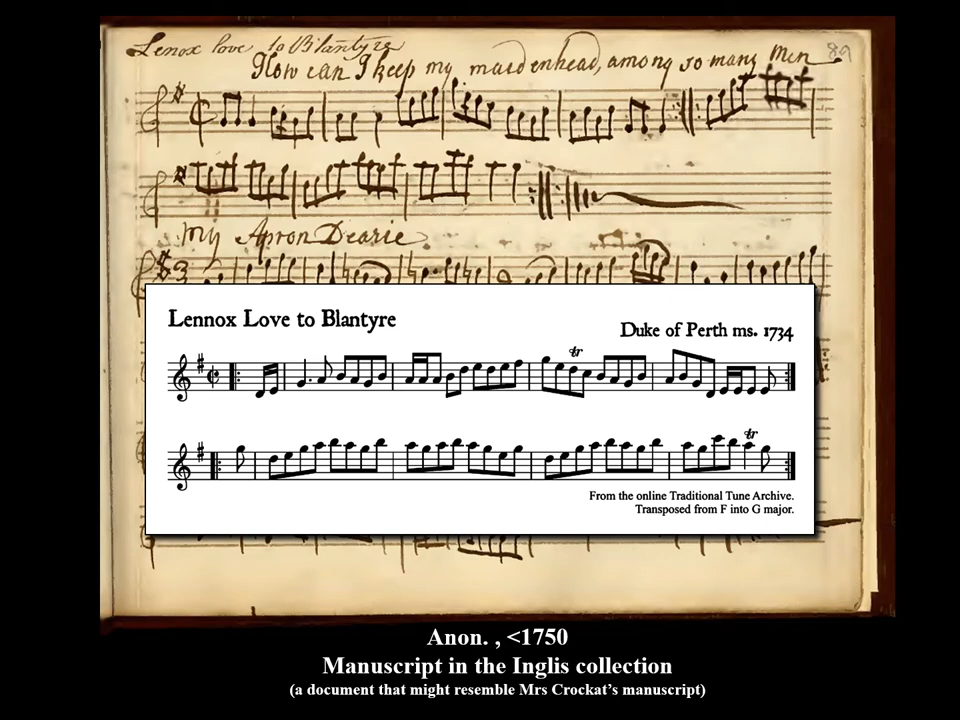 Lenox love to Blantyre
How can I keep my maidenhead, among so many Men
89
My Apron Dearie
3
Lennox Love to Blantyre
Duke of Perth ms. 1734
tr
tr
From the online Traditional Tune Archive.
Transposed from F into G major.
Anon. , <1750
Manuscript in the Inglis collection
(a document that might resemble Mrs Crockat’s manuscript)